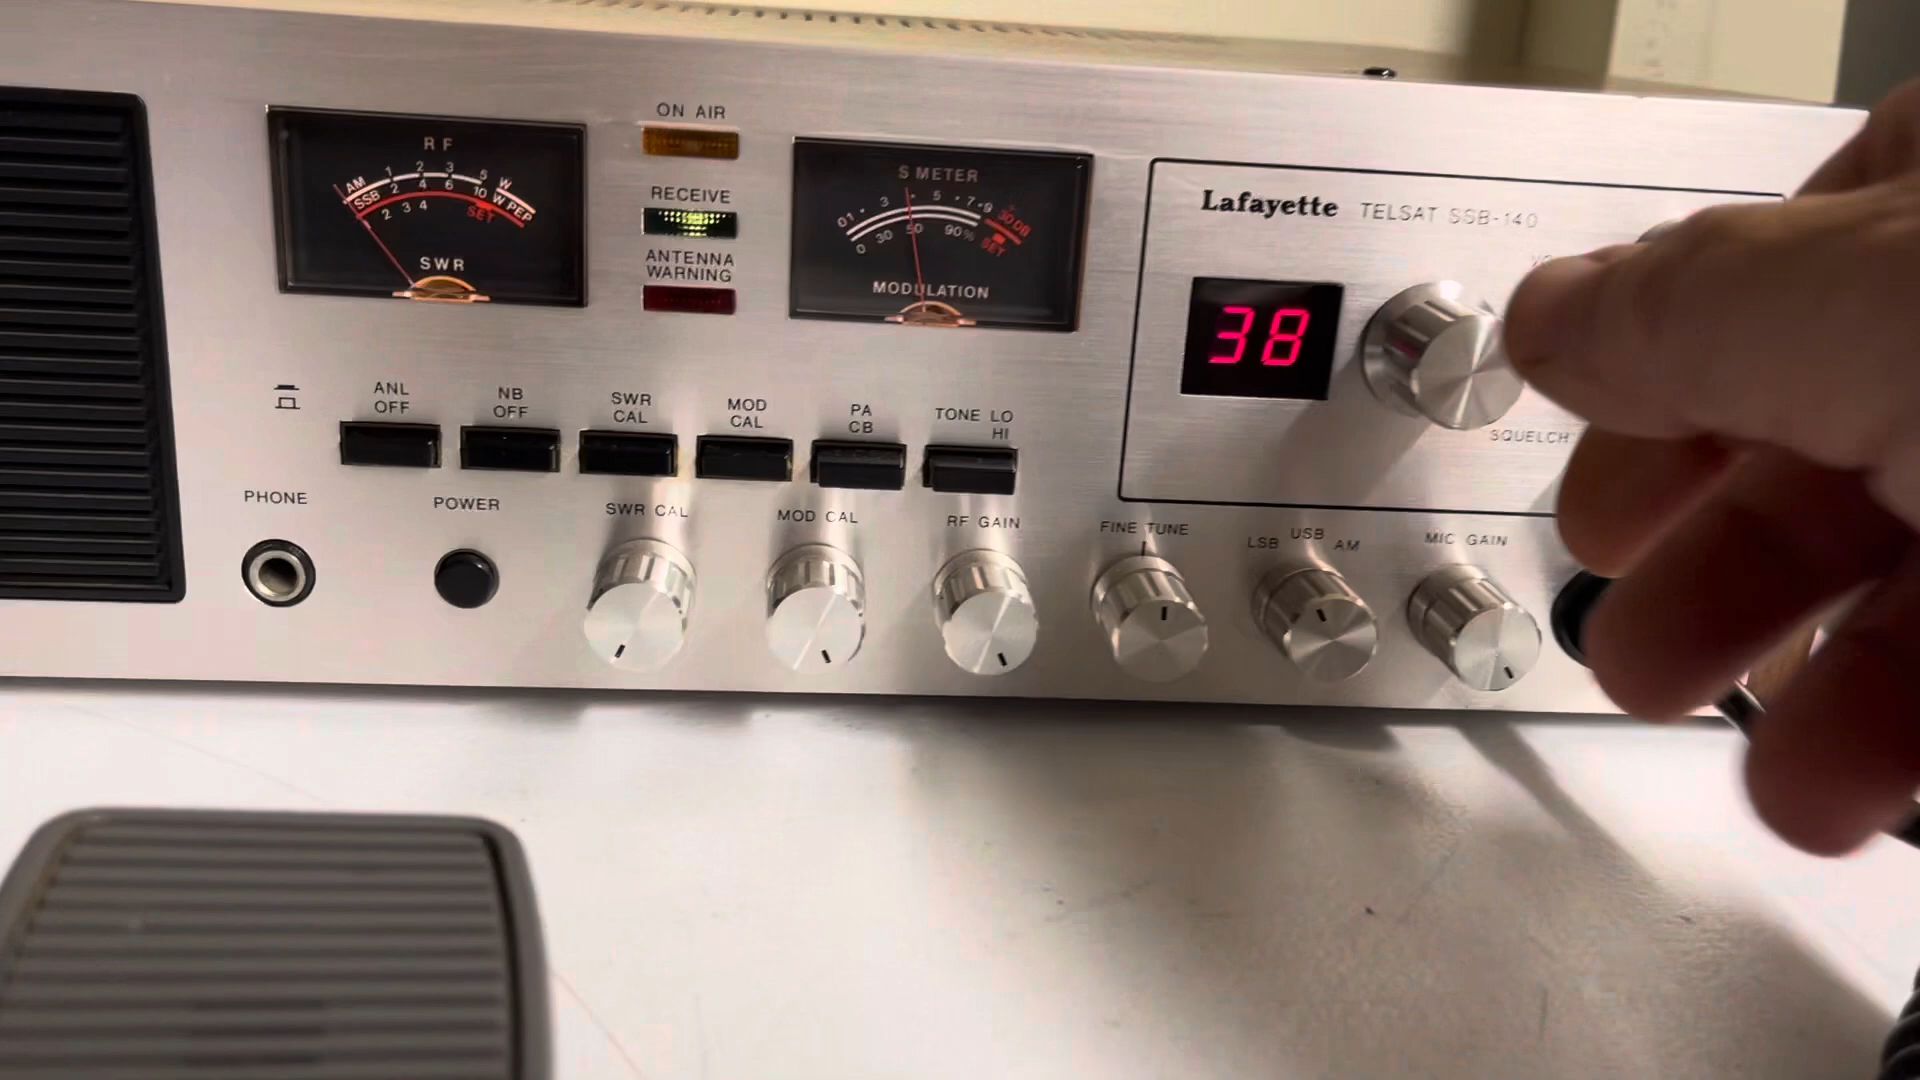 R F
1 2 3 5 W
AM 2 4 6 10 W PEP
SSB
2 3 4 SET
SWR
ON AIR
RECEIVE
ANTENNA
WARNING
S METER
01 3 5 7 9 30DB
0 30 50 90% SET
MODULATION
Lafayette TELSAT SSB-140
38
SQUELCH
ANL
OFF
NB
OFF
SWR
CAL
MOD
CAL
PA
CB
TONE LO
HI
PHONE
POWER
SWR CAL
MOD CAL
RF GAIN
FINE TUNE
LSB USB AM
MIC GAIN